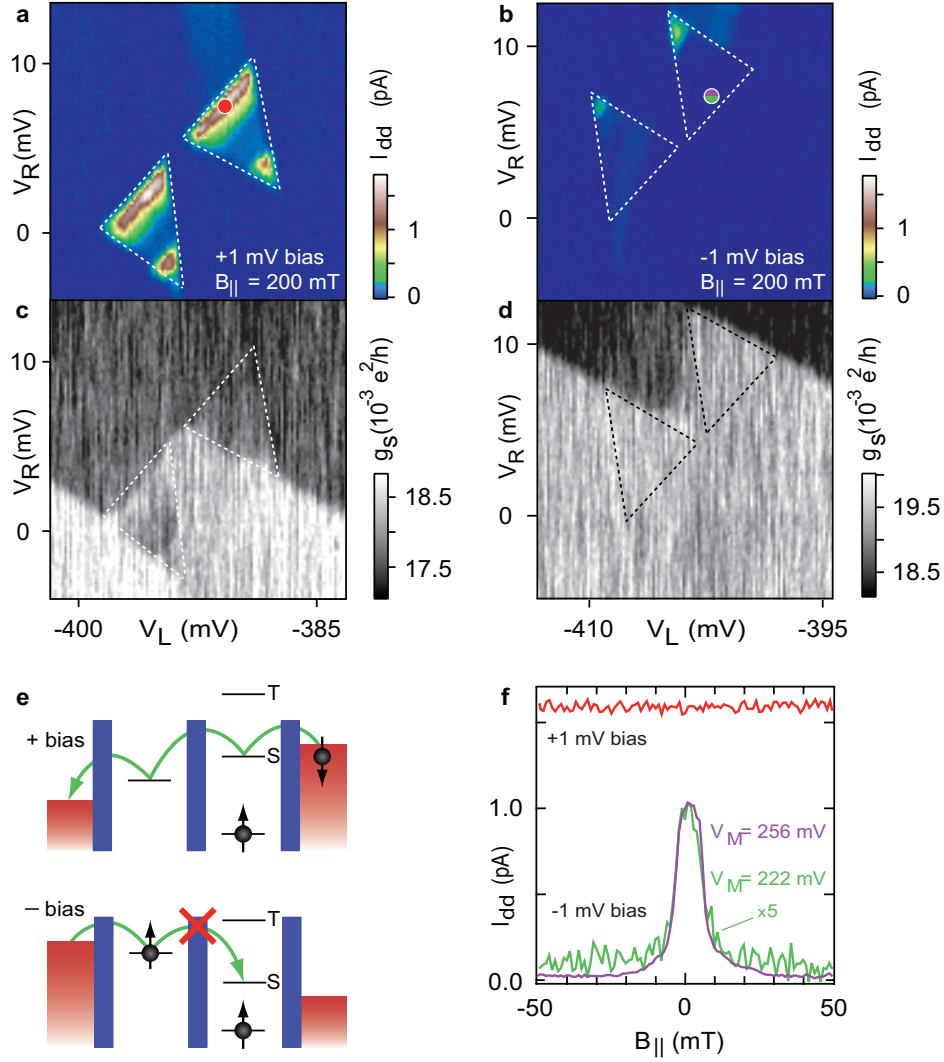 a
b
10
0
V_R (mV)
+1 mV bias
B_|| = 200 mT
I_dd (pA)
1
0
10
0
V_R (mV)
-1 mV bias
B_|| = 200 mT
I_dd (pA)
1
0
c
d
10
0
V_R (mV)
-400
V_L (mV)
-385
g_s(10^-3 e^2/h)
18.5
17.5
10
0
V_R (mV)
-410
V_L (mV)
-395
g_s(10^-3 e^2/h)
19.5
18.5
e
T
+ bias
S
T
– bias
S
f
+1 mV bias
1.0
V_M = 256 mV
V_M = 222 mV
I_dd (pA)
-1 mV bias
x5
0.0
-50
0
50
B_|| (mT)